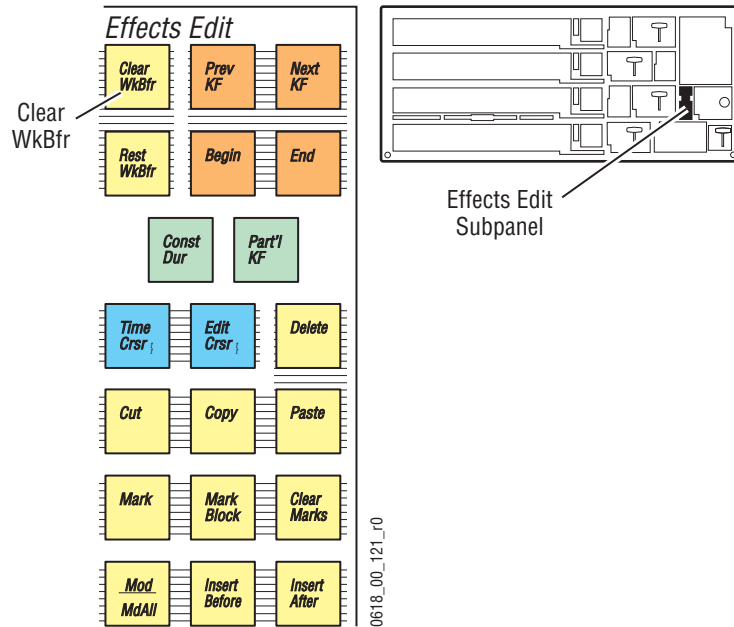 Effects Edit
Clear
WkBfr
Prev
KF
Next
KF
Clear
WkBfr
Rest
WkBfr
Begin
End
Const
Dur
Part'l
KF
Time
Crsr
Edit
Crsr
Delete
Cut
Copy
Paste
Mark
Mark
Block
Clear
Marks
Mod
MdAll
Insert
Before
Insert
After
Effects Edit
Subpanel
0618_00_121_r0